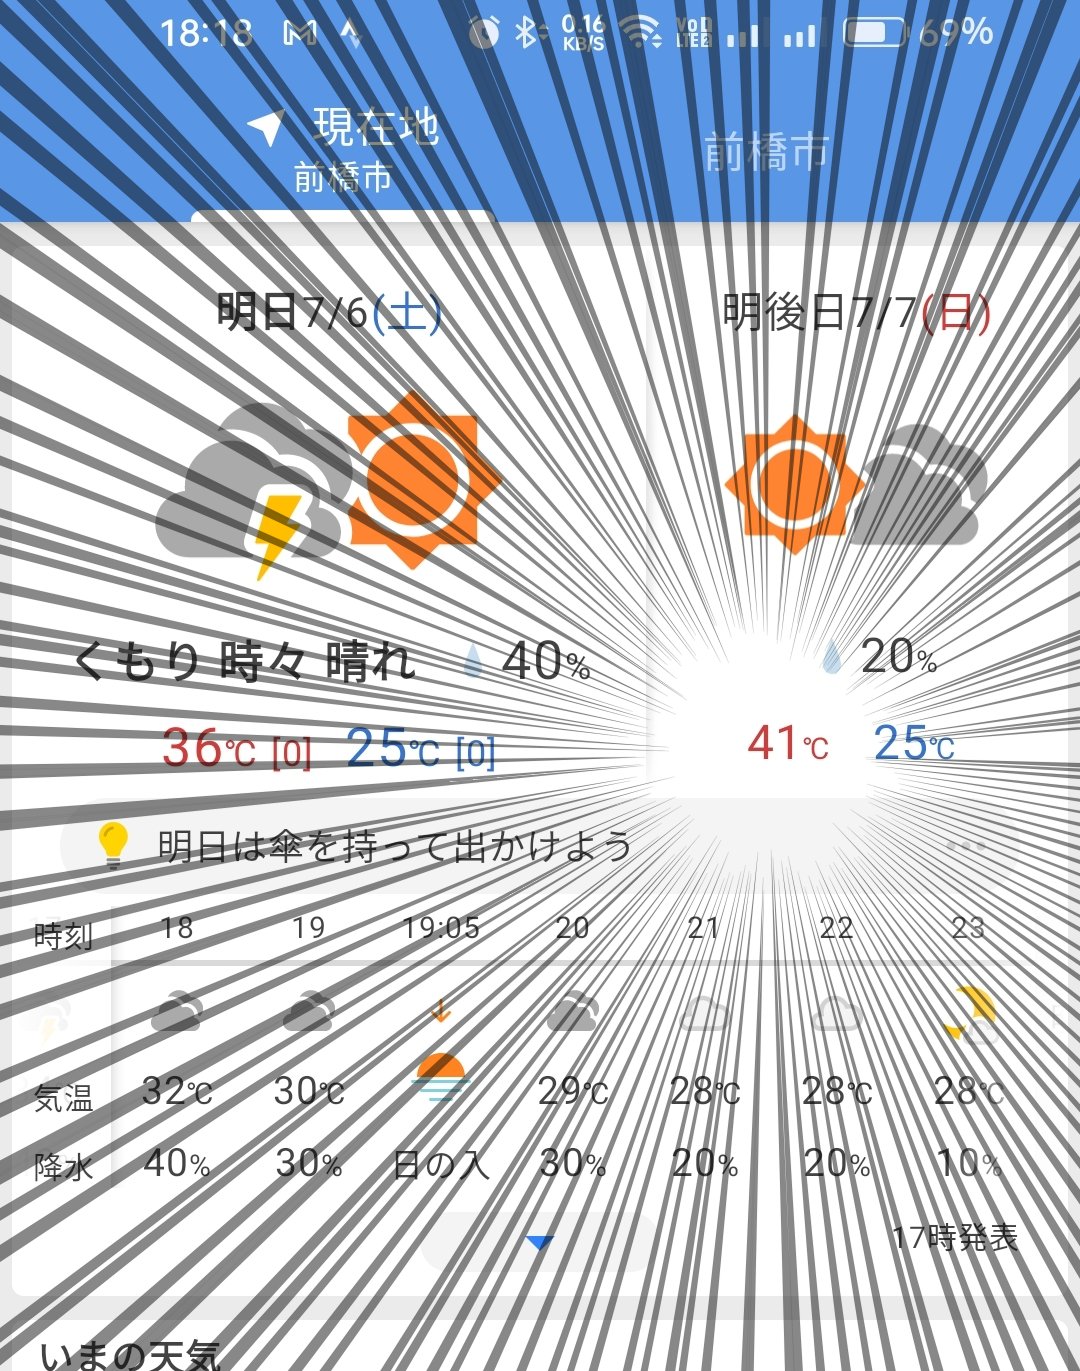 18:18 0.16 KB/S Vo LTE 2 69%
現在地
前橋市
前橋市
明日7/6(土)
明後日7/7(日)
くもり 時々 晴れ 40%
20%
36℃ [0] 25℃ [0]
41℃ 25℃
明日は傘を持って出かけよう
時刻 18 19 19:05 20 21 22 23
気温 32℃ 30℃ 29℃ 28℃ 28℃ 28℃
降水 40% 30% 日の入 30% 20% 20% 10%
17時発表
いまの天気